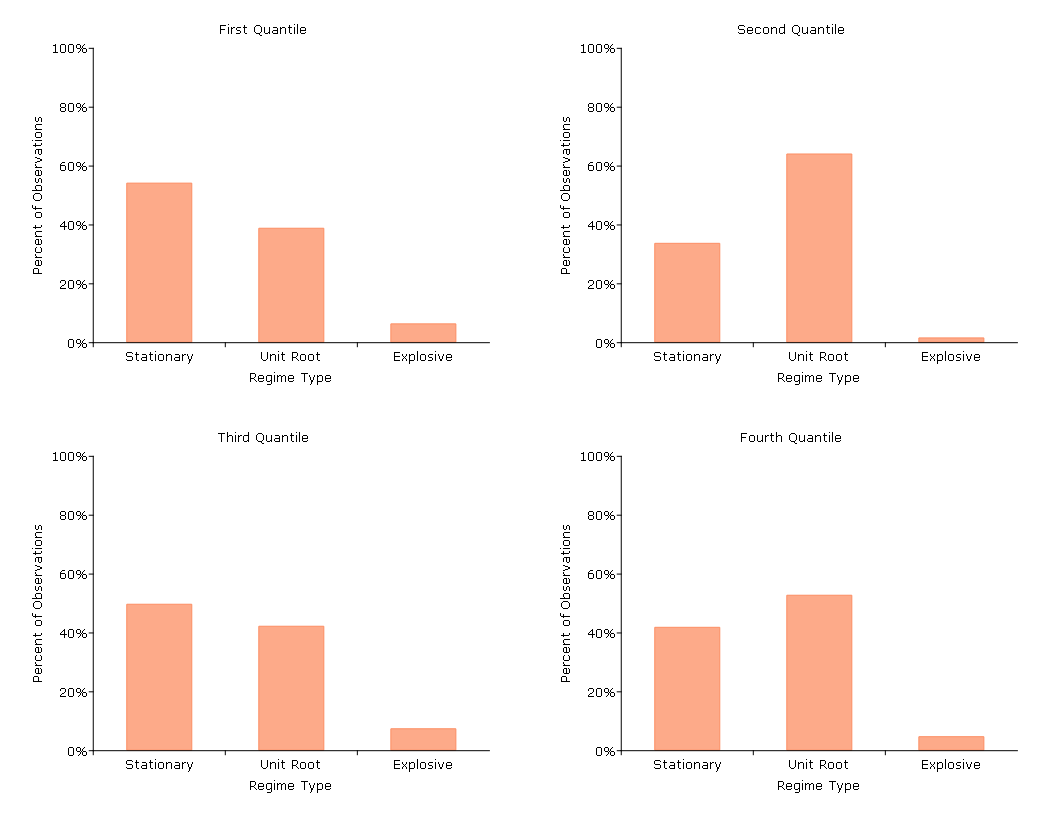 First Quantile
100%
80%
60%
40%
20%
0%
Percent of Observations
Stationary Unit Root Explosive
Regime Type
Second Quantile
100%
80%
60%
40%
20%
0%
Percent of Observations
Stationary Unit Root Explosive
Regime Type
Third Quantile
100%
80%
60%
40%
20%
0%
Percent of Observations
Stationary Unit Root Explosive
Regime Type
Fourth Quantile
100%
80%
60%
40%
20%
0%
Percent of Observations
Stationary Unit Root Explosive
Regime Type